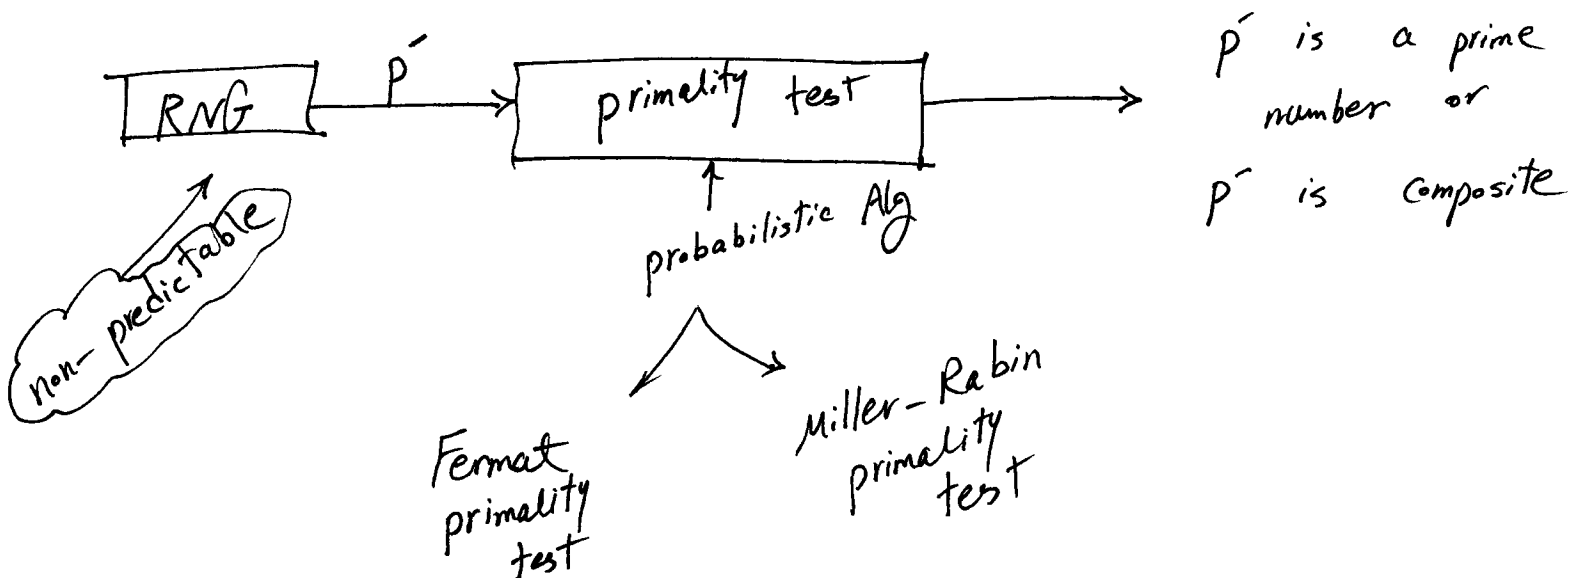 RNG
p´
primality test
p´ is a prime
number or
p´ is composite
non-predictable
probabilistic Alg
Fermat
primality
test
Miller-Rabin
primality
test